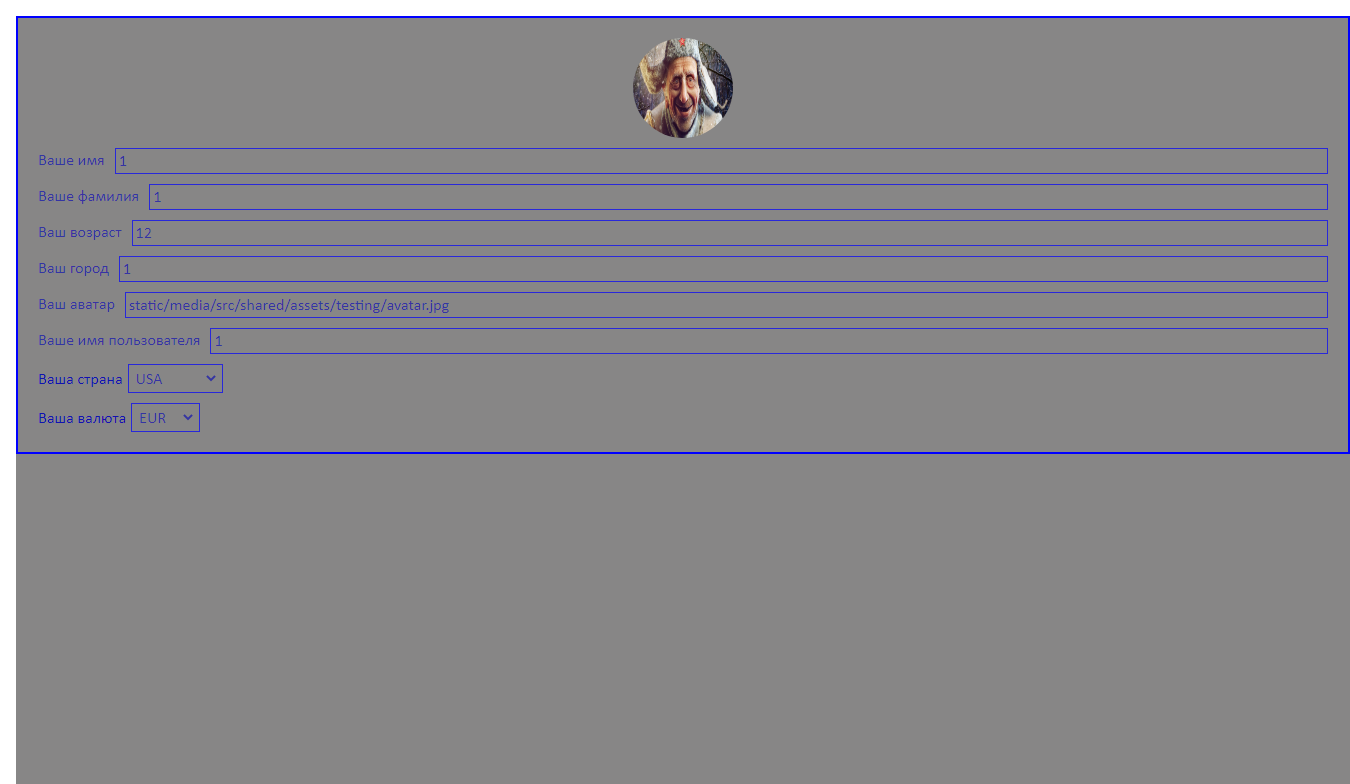 Ваше имя 1
Ваше фамилия 1
Ваш возраст 12
Ваш город 1
Ваш аватар static/media/src/shared/assets/testing/avatar.jpg
Ваше имя пользователя 1
Ваша страна USA
Ваша валюта EUR